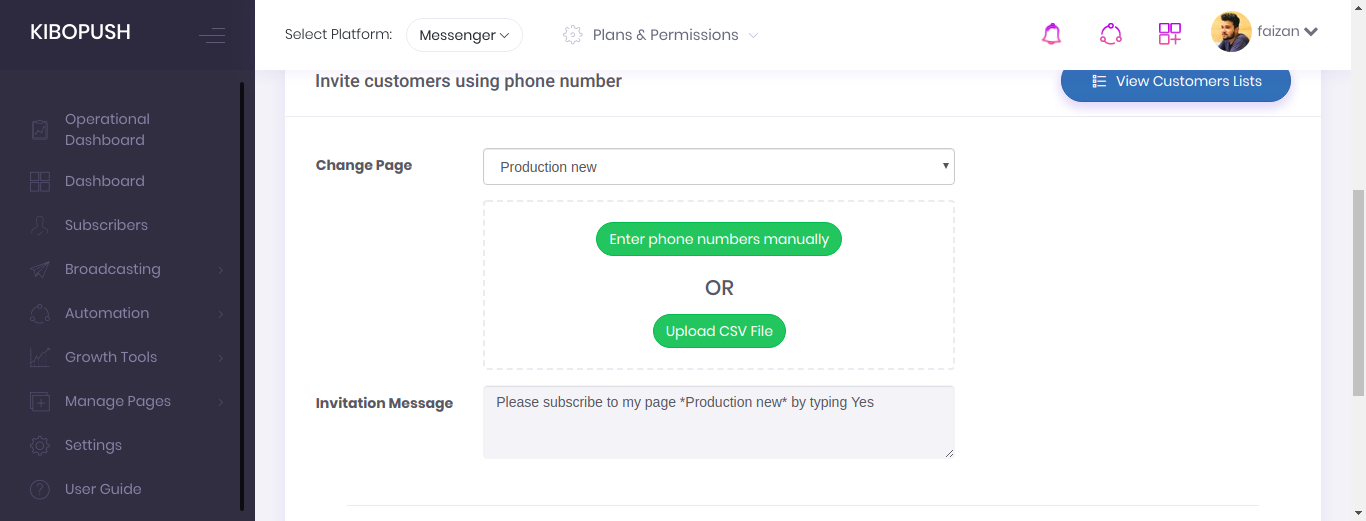 KIBOPUSH
Select Platform: Messenger
Plans & Permissions
faizan
Operational
Dashboard
Dashboard
Subscribers
Broadcasting
Automation
Growth Tools
Manage Pages
Settings
User Guide
Invite customers using phone number
View Customers Lists
Change Page
Production new
Enter phone numbers manually
OR
Upload CSV File
Invitation Message
Please subscribe to my page *Production new* by typing Yes